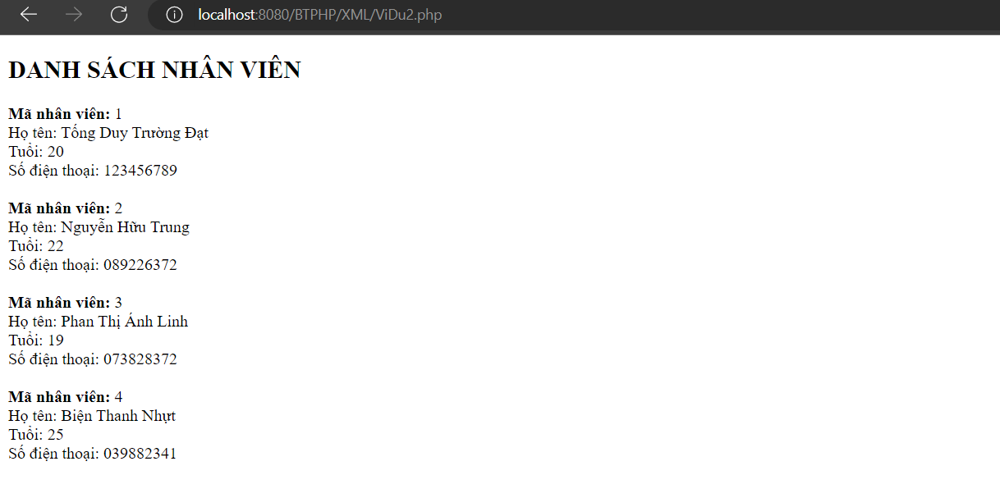 localhost:8080/BTPHP/XML/ViDu2.php
DANH SÁCH NHÂN VIÊN
Mã nhân viên: 1
Họ tên: Tống Duy Trường Đạt
Tuổi: 20
Số điện thoại: 123456789
Mã nhân viên: 2
Họ tên: Nguyễn Hữu Trung
Tuổi: 22
Số điện thoại: 089226372
Mã nhân viên: 3
Họ tên: Phan Thị Ánh Linh
Tuổi: 19
Số điện thoại: 073828372
Mã nhân viên: 4
Họ tên: Biện Thanh Nhựt
Tuổi: 25
Số điện thoại: 039882341